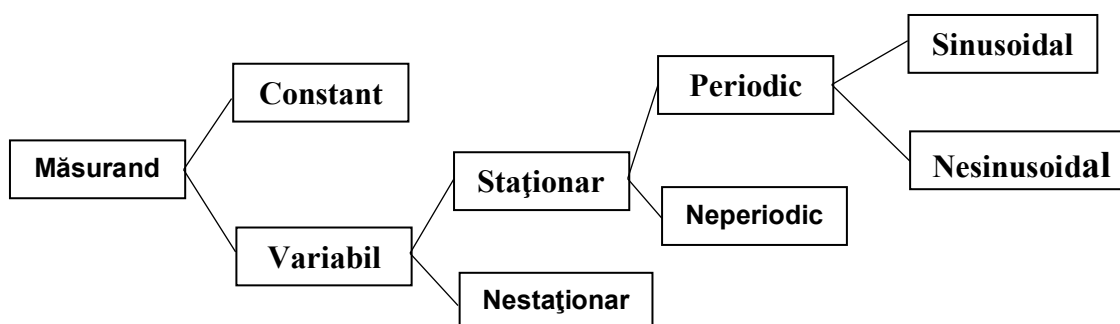 Măsurand
Constant
Variabil
Staţionar
Nestaţionar
Periodic
Neperiodic
Sinusoidal
Nesinusoidal